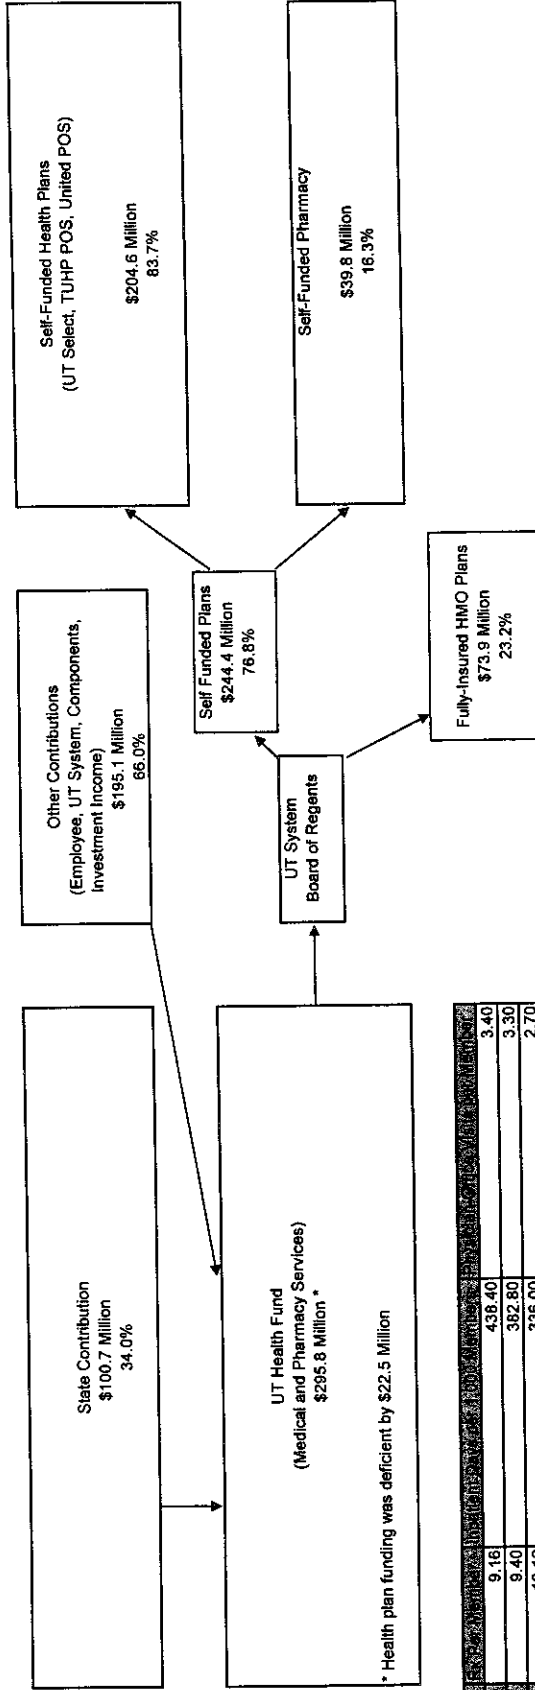 State Contribution
$100.7 Million
34.0%
Other Contributions
(Employee, UT System, Components,
Investment Income)
$195.1 Million
66.0%
Self-Funded Health Plans
(UT Select, TUHP POS, United POS)
$204.6 Million
83.7%
UT Health Fund
(Medical and Pharmacy Services)
$295.8 Million *
* Health plan funding was deficient by $22.5 Million
UT System
Board of Regents
Self Funded Plans
$244.4 Million
76.8%
Self-Funded Pharmacy
$39.8 Million
16.3%
Fully-Insured HMO Plans
$73.9 Million
23.2%
9.16 438.40 3.40
9.40 382.80 3.30
336.00 2.70